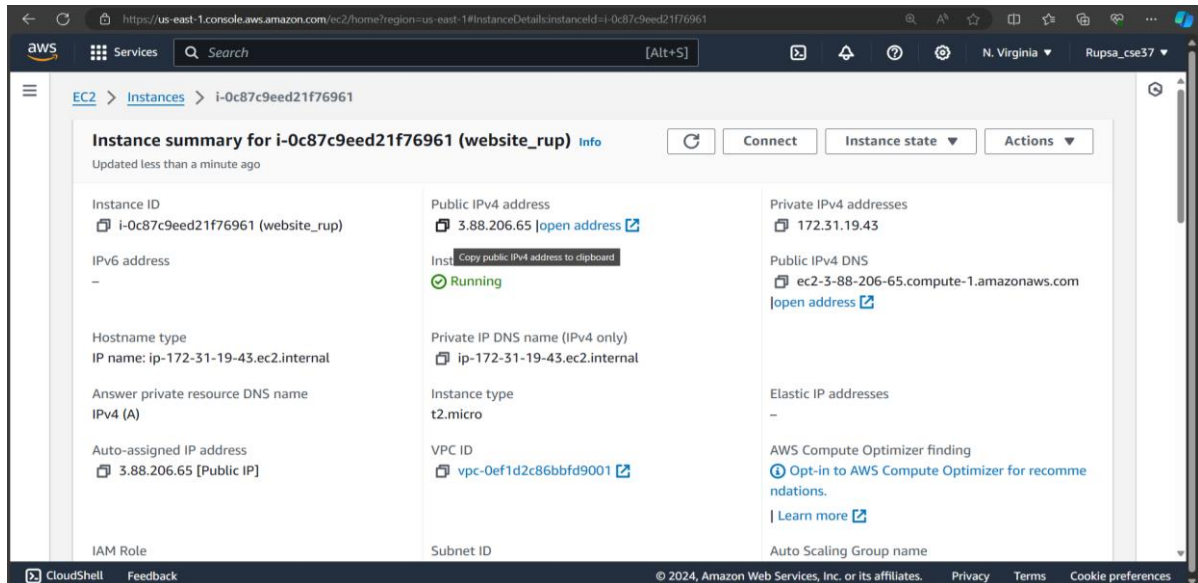 https://us-east-1.console.aws.amazon.com/ec2/home?region=us-east-1#InstanceDetails:instanceId=i-0c87c9eed21f76961
aws Services Search [Alt+S] N. Virginia ▼ Rupsa_cse37 ▼
EC2 > Instances > i-0c87c9eed21f76961
Instance summary for i-0c87c9eed21f76961 (website_rup) Info Connect Instance state ▼ Actions ▼
Updated less than a minute ago
Instance ID
i-0c87c9eed21f76961 (website_rup)
Public IPv4 address
3.88.206.65 |open address
Private IPv4 addresses
172.31.19.43
IPv6 address
–
Inst
Copy public IPv4 address to clipboard
Running
Public IPv4 DNS
ec2-3-88-206-65.compute-1.amazonaws.com
|open address
Hostname type
IP name: ip-172-31-19-43.ec2.internal
Private IP DNS name (IPv4 only)
ip-172-31-19-43.ec2.internal
Answer private resource DNS name
IPv4 (A)
Instance type
t2.micro
Elastic IP addresses
–
Auto-assigned IP address
3.88.206.65 [Public IP]
VPC ID
vpc-0ef1d2c86bbfd9001
AWS Compute Optimizer finding
Opt-in to AWS Compute Optimizer for recomme
ndations.
| Learn more
IAM Role
Subnet ID
Auto Scaling Group name
CloudShell Feedback © 2024, Amazon Web Services, Inc. or its affiliates. Privacy Terms Cookie preferences